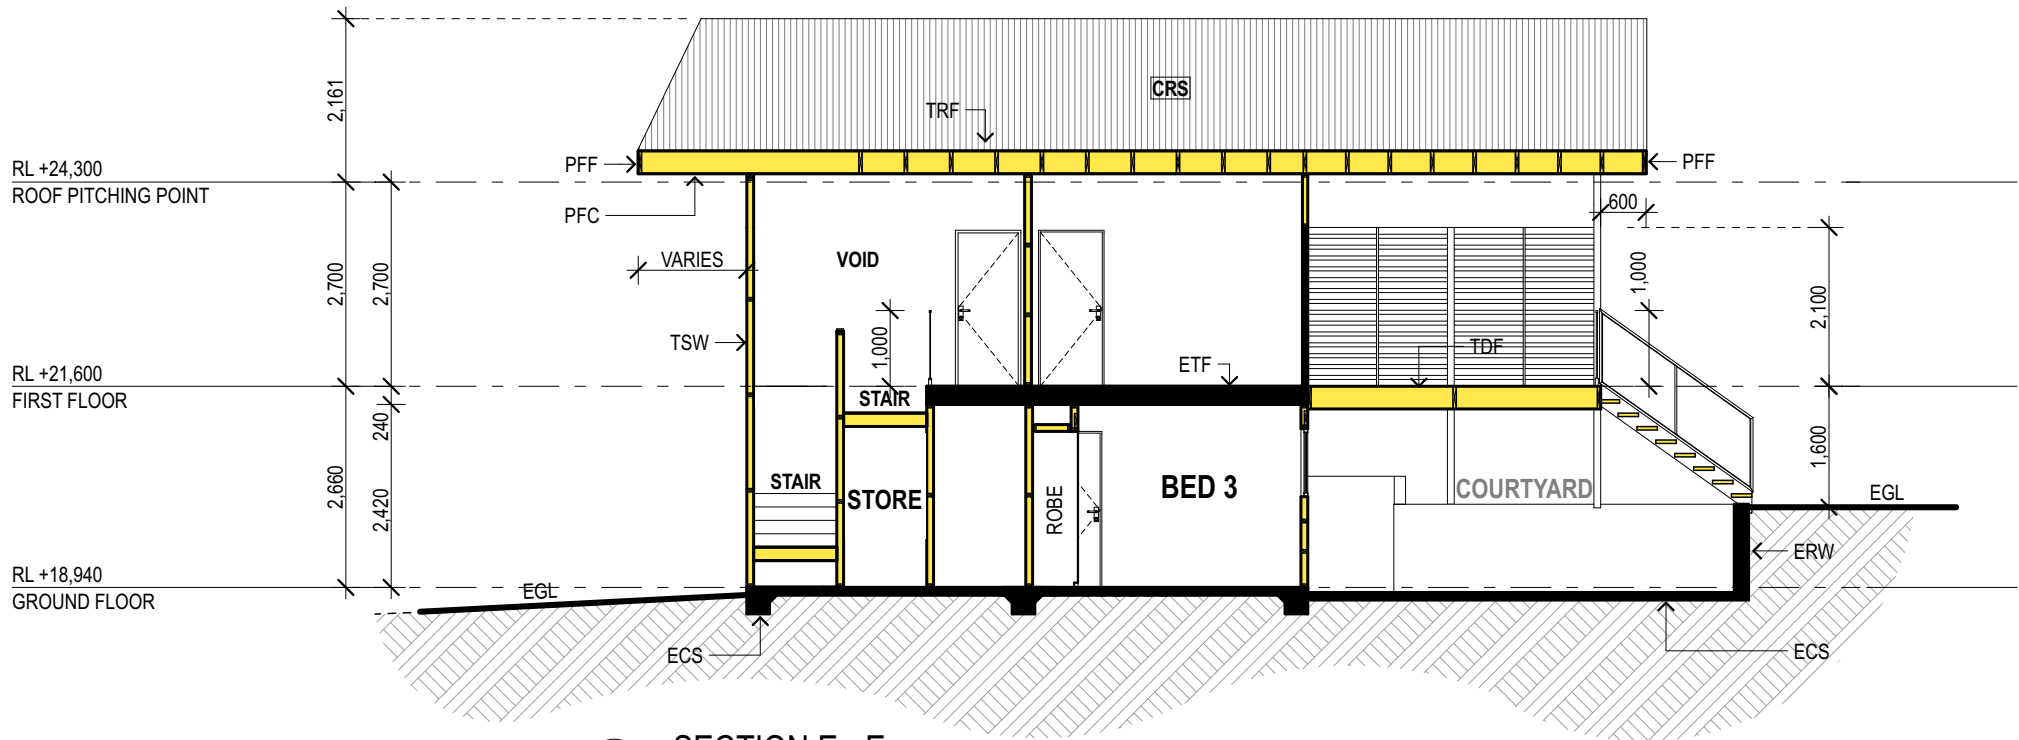 2,161
CRS
TRF
PFF
PFF
RL +24,300
ROOF PITCHING POINT
PFC
600
VARIES
VOID
2,700
2,700
1,000
2,100
TSW
1,000
TDF
ETF
RL +21,600
FIRST FLOOR
STAIR
240
2,660
2,420
1,600
STAIR
STORE
ROBE
BED 3
COURTYARD
EGL
ERW
RL +18,940
GROUND FLOOR
EGL
ECS
ECS